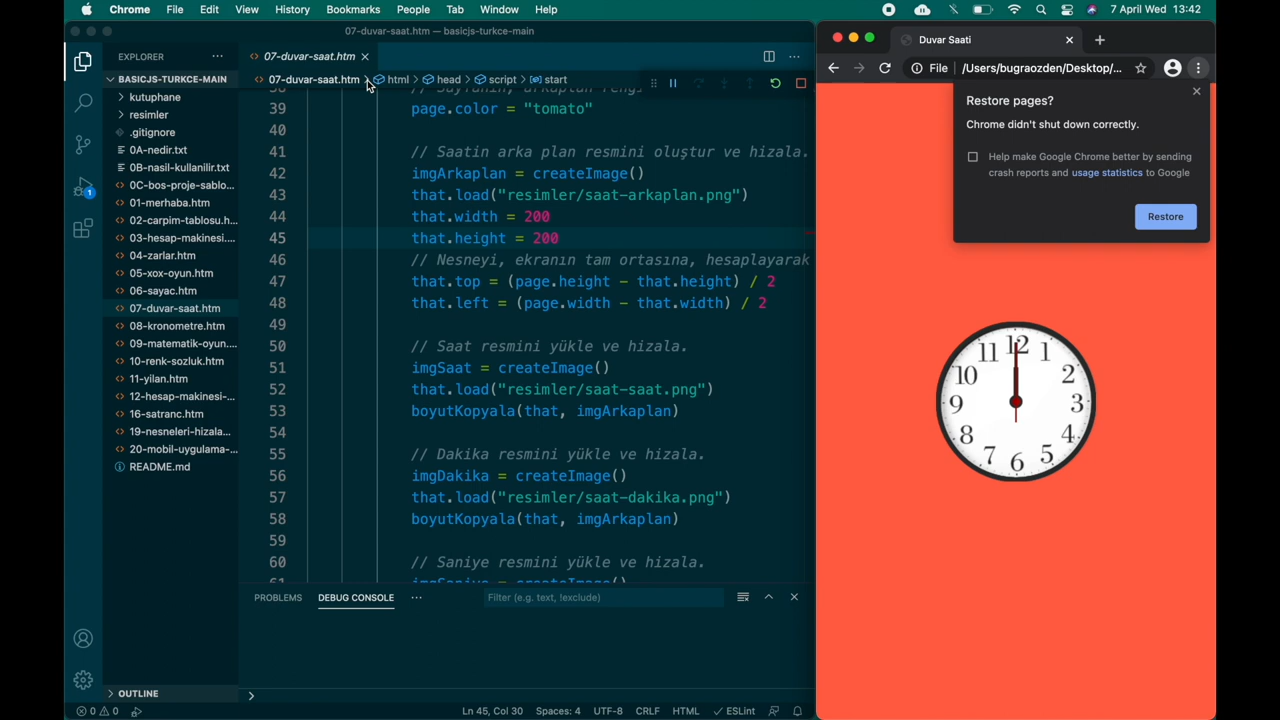 Chrome File Edit View History Bookmarks People Tab Window Help 7 April Wed 13:42
07-duvar-saat.htm — basicjs-turkce-main
EXPLORER
BASICJS-TURKCE-MAIN
kutuphane
resimler
.gitignore
0A-nedir.txt
0B-nasil-kullanilir.txt
0C-bos-proje-sablo...
01-merhaba.htm
02-carpim-tablosu.h...
03-hesap-makinesi....
04-zarlar.htm
05-xox-oyun.htm
06-sayac.htm
07-duvar-saat.htm
08-kronometre.htm
09-matematik-oyun....
10-renk-sozluk.htm
11-yilan.htm
12-hesap-makinesi-...
16-satranc.htm
19-nesneleri-hizala...
20-mobil-uygulama-...
README.md
OUTLINE
1
07-duvar-saat.htm
07-duvar-saat.htm > html > head > script > start
39 page.color = "tomato"
40
41 // Saatin arka plan resmini oluştur ve hizala.
42 imgArkaplan = createImage()
43 that.load("resimler/saat-arkaplan.png")
44 that.width = 200
45 that.height = 200
46 // Nesneyi, ekranın tam ortasına, hesaplayarak
47 that.top = (page.height - that.height) / 2
48 that.left = (page.width - that.width) / 2
49
50 // Saat resmini yükle ve hizala.
51 imgSaat = createImage()
52 that.load("resimler/saat-saat.png")
53 boyutKopyala(that, imgArkaplan)
54
55 // Dakika resmini yükle ve hizala.
56 imgDakika = createImage()
57 that.load("resimler/saat-dakika.png")
58 boyutKopyala(that, imgArkaplan)
59
60 // Saniye resmini yükle ve hizala.
PROBLEMS DEBUG CONSOLE ... Filter (e.g. text, !exclude)
0 0 Ln 45, Col 30 Spaces: 4 UTF-8 CRLF HTML ESLint
Duvar Saati
File /Users/bugraozden/Desktop/...
Restore pages?
Chrome didn't shut down correctly.
Help make Google Chrome better by sending
crash reports and usage statistics to Google
Restore
12
11 1
10 2
9 3
8 4
7 5
6